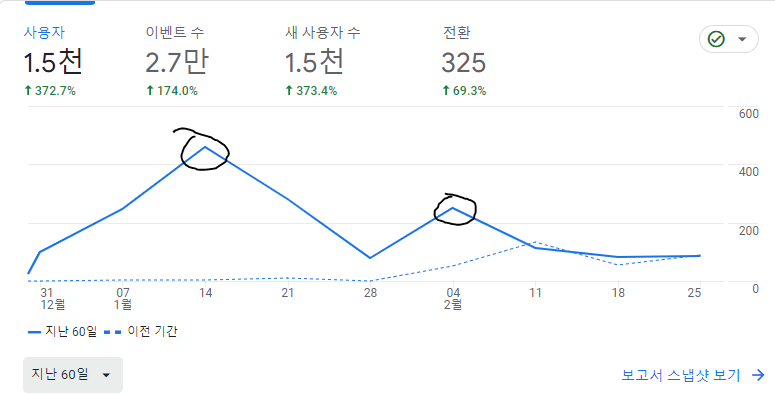 사용자 이벤트 수 새 사용자 수 전환
1.5천 2.7만 1.5천 325
372.7% 174.0% 373.4% 69.3%
600
400
200
0
31 07 14 21 28 04 11 18 25
12월 1월 2월
지난 60일 이전 기간
지난 60일 보고서 스냅샷 보기